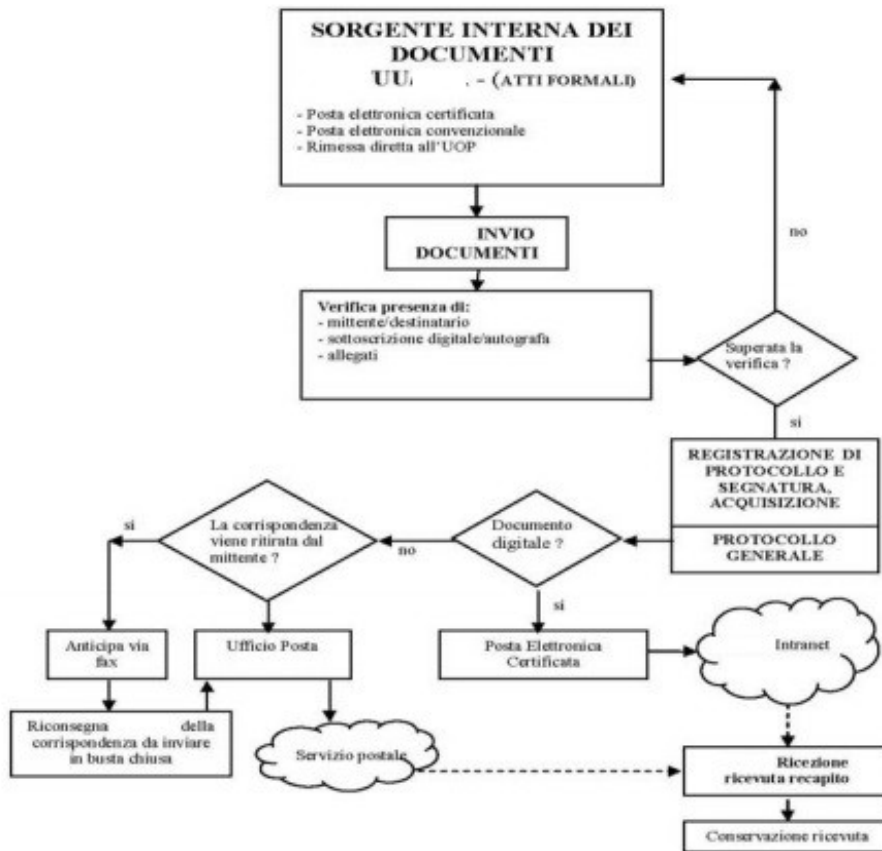 SORGENTE INTERNA DEI
DOCUMENTI
UU. - (ATTI FORMALI)
- Posta elettronica certificata
- Posta elettronica convenzionale
- Rimessa diretta all'UOP
INVIO
DOCUMENTI
no
Verifica presenza di:
- mittente/destinatario
- sottoscrizione digitale/autografa
- allegati
Superata la
verifica ?
si
REGISTRAZIONE DI
PROTOCOLLO E
SEGNATURA,
ACQUISIZIONE
PROTOCOLLO
GENERALE
Documento
digitale ?
no
si
La corrispondenza
viene ritirata dal
mittente ?
si
Anticipa via
fax
Ufficio Posta
Posta Elettronica
Certificata
Intranet
Riconsegna della
corrispondenza da inviare
in busta chiusa
Servizio postale
Ricezione
ricevuta recapito
Conservazione ricevuta